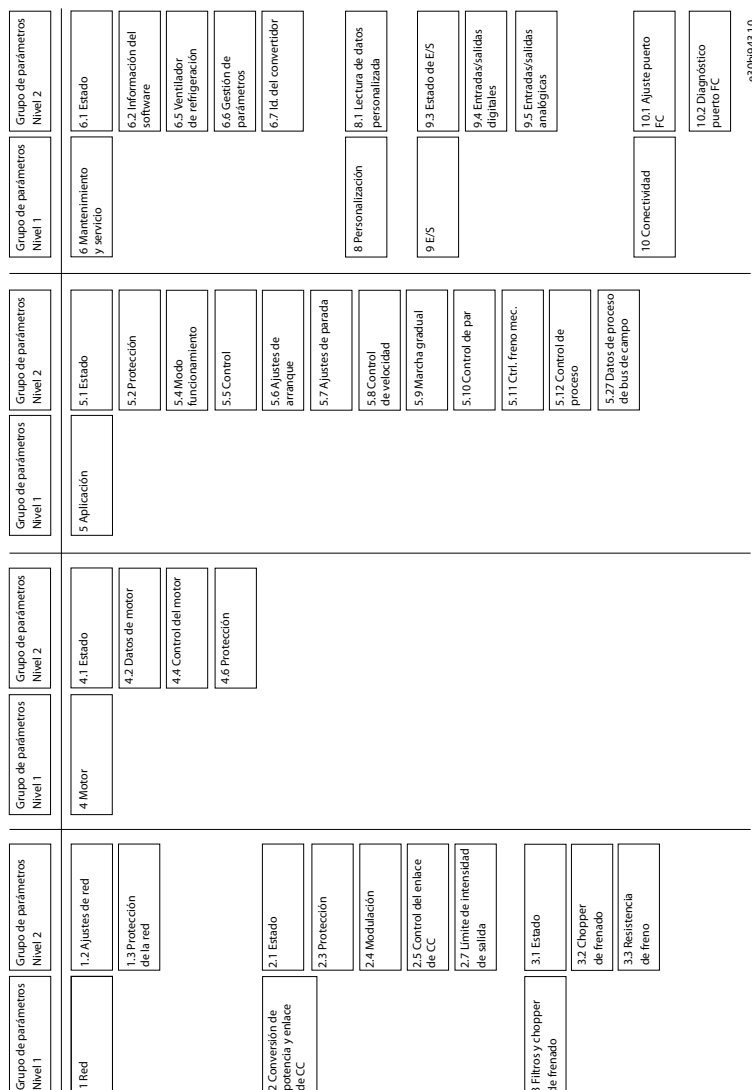 Grupo de parámetros
Nivel 1
Grupo de parámetros
Nivel 2
1 Red
1.2 Ajustes de red
1.3 Protección
de la red
2 Conversión de
potencia y enlace
de CC
2.1 Estado
2.3 Protección
2.4 Modulación
2.5 Control del enlace
de CC
2.7 Límite de intensidad
de salida
3 Filtros y chopper
de frenado
3.1 Estado
3.2 Chopper
de frenado
3.3 Resistencia
de freno
Grupo de parámetros
Nivel 1
Grupo de parámetros
Nivel 2
4 Motor
4.1 Estado
4.2 Datos de motor
4.4 Control del motor
4.6 Protección
Grupo de parámetros
Nivel 1
Grupo de parámetros
Nivel 2
5 Aplicación
5.1 Estado
5.2 Protección
5.4 Modo
funcionamiento
5.5 Control
5.6 Ajustes de
arranque
5.7 Ajustes de parada
5.8 Control
de velocidad
5.9 Marcha gradual
5.10 Control de par
5.11 Ctrl. freno mec.
5.12 Control de
proceso
5.27 Datos de proceso
de bus de campo
Grupo de parámetros
Nivel 1
Grupo de parámetros
Nivel 2
6 Mantenimiento
y servicio
6.1 Estado
6.2 Información del
software
6.5 Ventilador
de refrigeración
6.6 Gestión de
parámetros
6.7 Id. del convertidor
8 Personalización
8.1 Lectura de datos
personalizada
9 E/S
9.3 Estado de E/S
9.4 Entradas/salidas
digitales
9.5 Entradas/salidas
analógicas
10 Conectividad
10.1 Ajuste puerto
FC
10.2 Diagnóstico
puerto FC